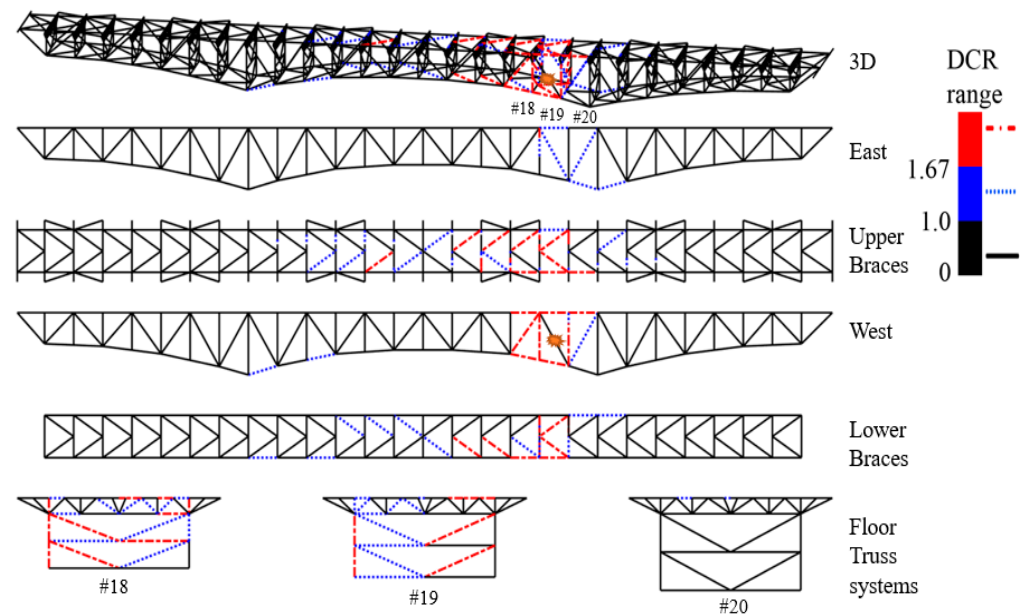 3D
DCR
range
#18
#19
#20
East
1.67
1.0
0
Upper
Braces
West
Lower
Braces
Floor
Truss
systems
#18
#19
#20